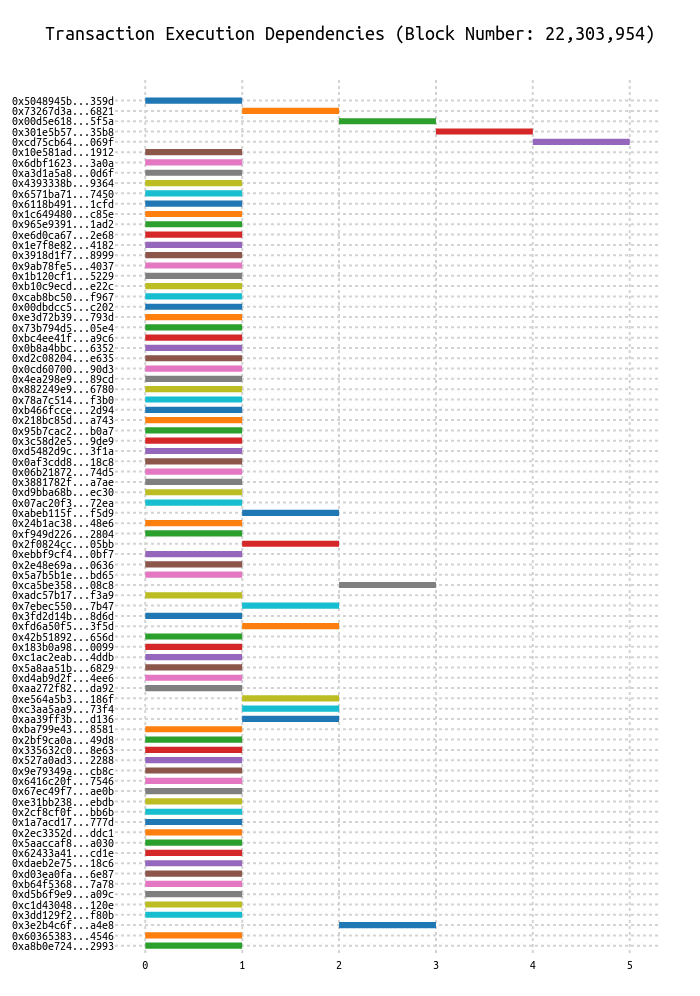 Transaction Execution Dependencies (Block Number: 22,303,954)
0x5048945b...359d
0x73267d3a...6821
0x00d5e618...5f5a
0x301e5b57...35b8
0xcd75cb64...069f
0x10e581ad...1912
0x6dbf1623...3a0a
0xa3d1a5a8...0d6f
0x4393338b...9364
0x6571ba71...7450
0x6118b491...1cfd
0x1c649480...c85e
0x965e9391...1ad2
0xe6d0ca67...2e68
0x1e7f8e82...4182
0x3918d1f7...8999
0x9ab78fe5...4037
0x1b120cf1...5229
0xb10c9ecd...e22c
0xcab8bc50...f967
0x00dbdcc5...c202
0xe3d72b39...793d
0x73b794d5...05e4
0xbc4ee41f...a9c6
0x0b8a4bbc...6352
0xd2c08204...e635
0x0cd60700...90d3
0x4ea298e9...89cd
0x882249e9...6780
0x78a7c514...f3b0
0xb466fcce...2d94
0x218bc85d...a743
0x95b7cac2...b0a7
0x3c58d2e5...9de9
0xd5482d9c...3f1a
0x0af3cdd8...18c8
0x06b21872...74d5
0x3881782f...a7ae
0xd9bba68b...ec30
0x07ac20f3...72ea
0xabeb115f...f5d9
0x24b1ac38...48e6
0xf949d226...2804
0x2f0824cc...05bb
0xebbf9cf4...0bf7
0x2e48e69a...0636
0x5a7b5b1e...bd65
0xca5be358...08c8
0xadc57b17...f3a9
0x7ebec550...7b47
0x3fd2d14b...8d6d
0xfd6a50f5...3f5d
0x42b51892...656d
0x183b0a98...0099
0xc1ac2eab...4ddb
0x5a8aa51b...6829
0xd4ab9d2f...4ee6
0xaa272f82...da92
0xe564a5b3...186f
0xc3aa5aa9...73f4
0xaa39ff3b...d136
0xba799e43...8581
0x2bf9ca0a...49d8
0x335632c0...8e63
0x527a0ad3...2288
0x9e79349a...cb8c
0x6416c20f...7546
0x67ec49f7...ae0b
0xe31bb238...ebdb
0x2cf8cf0f...bb6b
0x1a7acd17...777d
0x2ec3352d...ddc1
0x5aaccaf8...a030
0x62433a41...cd1e
0xdaeb2e75...18c6
0xd03ea0fa...6e87
0xb64f5368...7a78
0xd5b6f9e9...a09c
0xc1d43048...120e
0x3dd129f2...f80b
0x3e2b4c6f...a4e8
0x60365383...4546
0xa8b0e724...2993
0 1 2 3 4 5